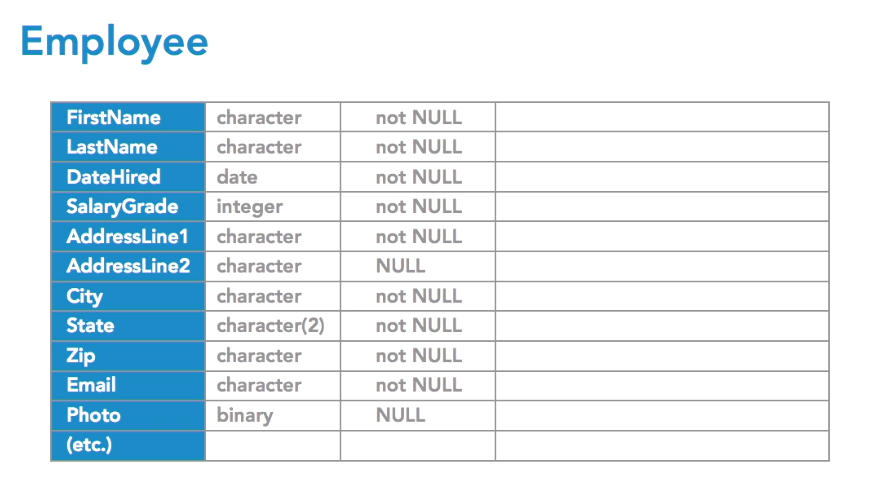 Employee
FirstName character not NULL
LastName character not NULL
DateHired date not NULL
SalaryGrade integer not NULL
AddressLine1 character not NULL
AddressLine2 character NULL
City character not NULL
State character(2) not NULL
Zip character not NULL
Email character not NULL
Photo binary NULL
(etc.)